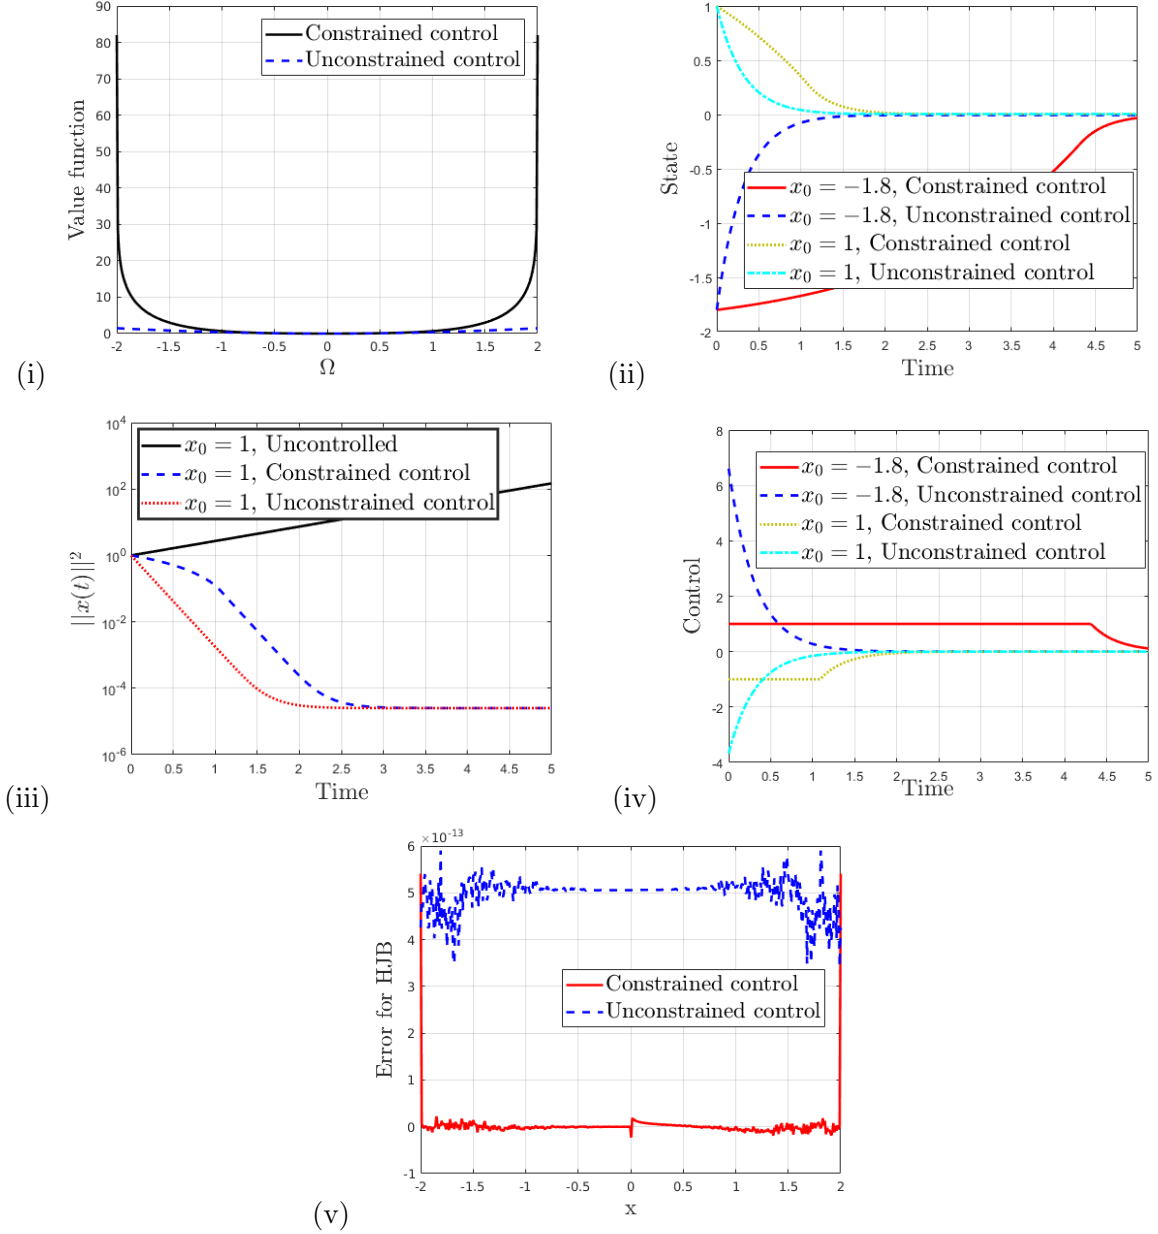 90
80
70
60
50
40
30
20
10
0
Value function
Constrained control
Unconstrained control
-2 -1.5 -1 -0.5 0 0.5 1 1.5 2
Ω
(i)
1
0.5
0
-0.5
-1
-1.5
-2
State
x₀ = −1.8, Constrained control
x₀ = −1.8, Unconstrained control
x₀ = 1, Constrained control
x₀ = 1, Unconstrained control
0 0.5 1 1.5 2 2.5 3 3.5 4 4.5 5
Time
(ii)
10⁴
10²
10⁰
10⁻²
10⁻⁴
10⁻⁶
||x(t)||²
x₀ = 1, Uncontrolled
x₀ = 1, Constrained control
x₀ = 1, Unconstrained control
0 0.5 1 1.5 2 2.5 3 3.5 4 4.5 5
Time
(iii)
8
6
4
2
0
-2
-4
Control
x₀ = −1.8, Constrained control
x₀ = −1.8, Unconstrained control
x₀ = 1, Constrained control
x₀ = 1, Unconstrained control
0 0.5 1 1.5 2 2.5 3 3.5 4 4.5 5
Time
(iv)
×10⁻¹³
6
5
4
3
2
1
0
-1
Error for HJB
Constrained control
Unconstrained control
-2 -1.5 -1 -0.5 0 0.5 1 1.5 2
x
(v)